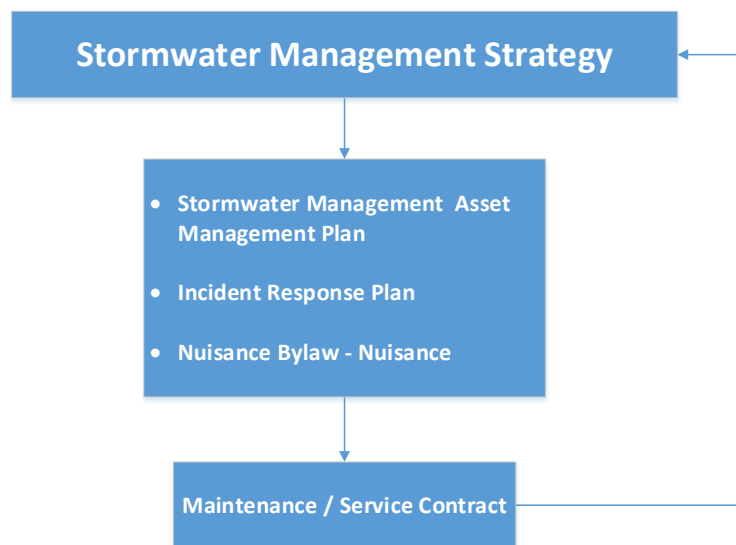 Stormwater Management Strategy
• Stormwater Management  Asset
Management Plan
• Incident Response Plan
• Nuisance Bylaw - Nuisance
Maintenance / Service Contract